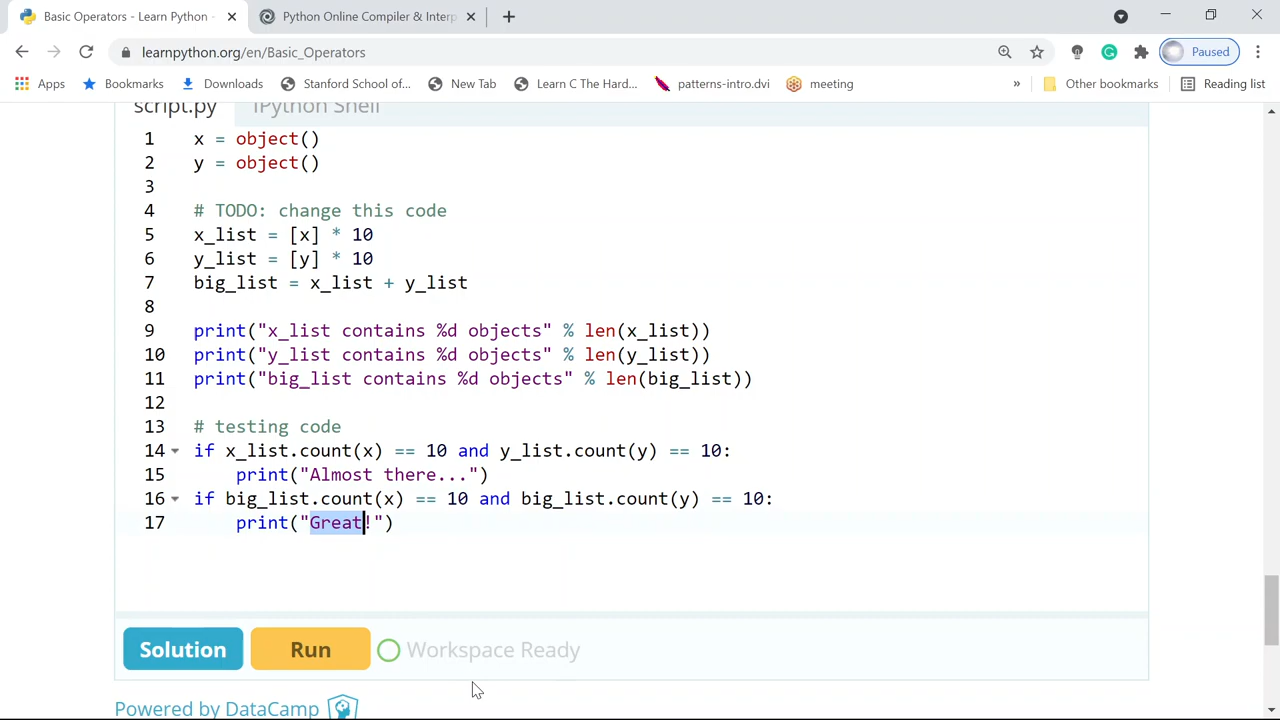 Basic Operators - Learn Python -
Python Online Compiler & Interp
learnpython.org/en/Basic_Operators
Paused
Apps
Bookmarks
Downloads
Stanford School of...
New Tab
Learn C The Hard...
patterns-intro.dvi
meeting
»
Other bookmarks
Reading list
script.py
IPython Shell
1 x = object()
2 y = object()
3
4 # TODO: change this code
5 x_list = [x] * 10
6 y_list = [y] * 10
7 big_list = x_list + y_list
8
9 print("x_list contains %d objects" % len(x_list))
10 print("y_list contains %d objects" % len(y_list))
11 print("big_list contains %d objects" % len(big_list))
12
13 # testing code
14 if x_list.count(x) == 10 and y_list.count(y) == 10:
15     print("Almost there...")
16 if big_list.count(x) == 10 and big_list.count(y) == 10:
17     print("Great!")
Solution
Run
Workspace Ready
Powered by DataCamp